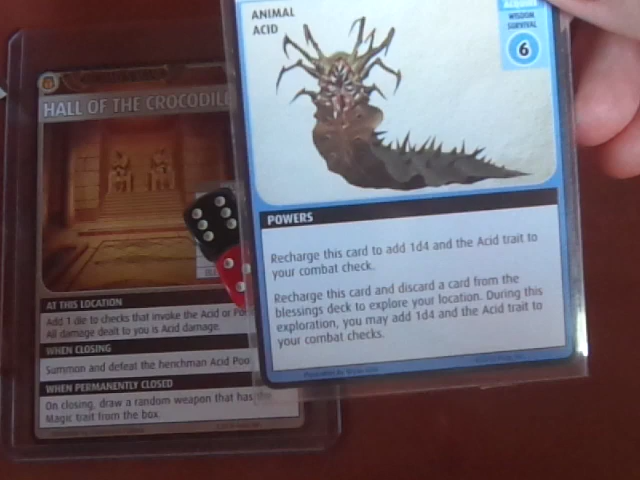 ANIMAL
ACID
WISDOM
SURVIVAL
6
POWERS
Recharge this card to add 1d4 and the Acid trait to
your combat check.
Recharge this card and discard a card from the
blessings deck to explore your location. During this
exploration, you may add 1d4 and the Acid trait to
your combat checks.
HALL OF THE CROCODIL
AT THIS LOCATION
Add 1 die to checks that invoke the Acid or Po
All damage dealt to you is Acid damage.
WHEN CLOSING
Summon and defeat the henchman Acid Poo
WHEN PERMANENTLY CLOSED
On closing, draw a random weapon that has the
Magic trait from the box.